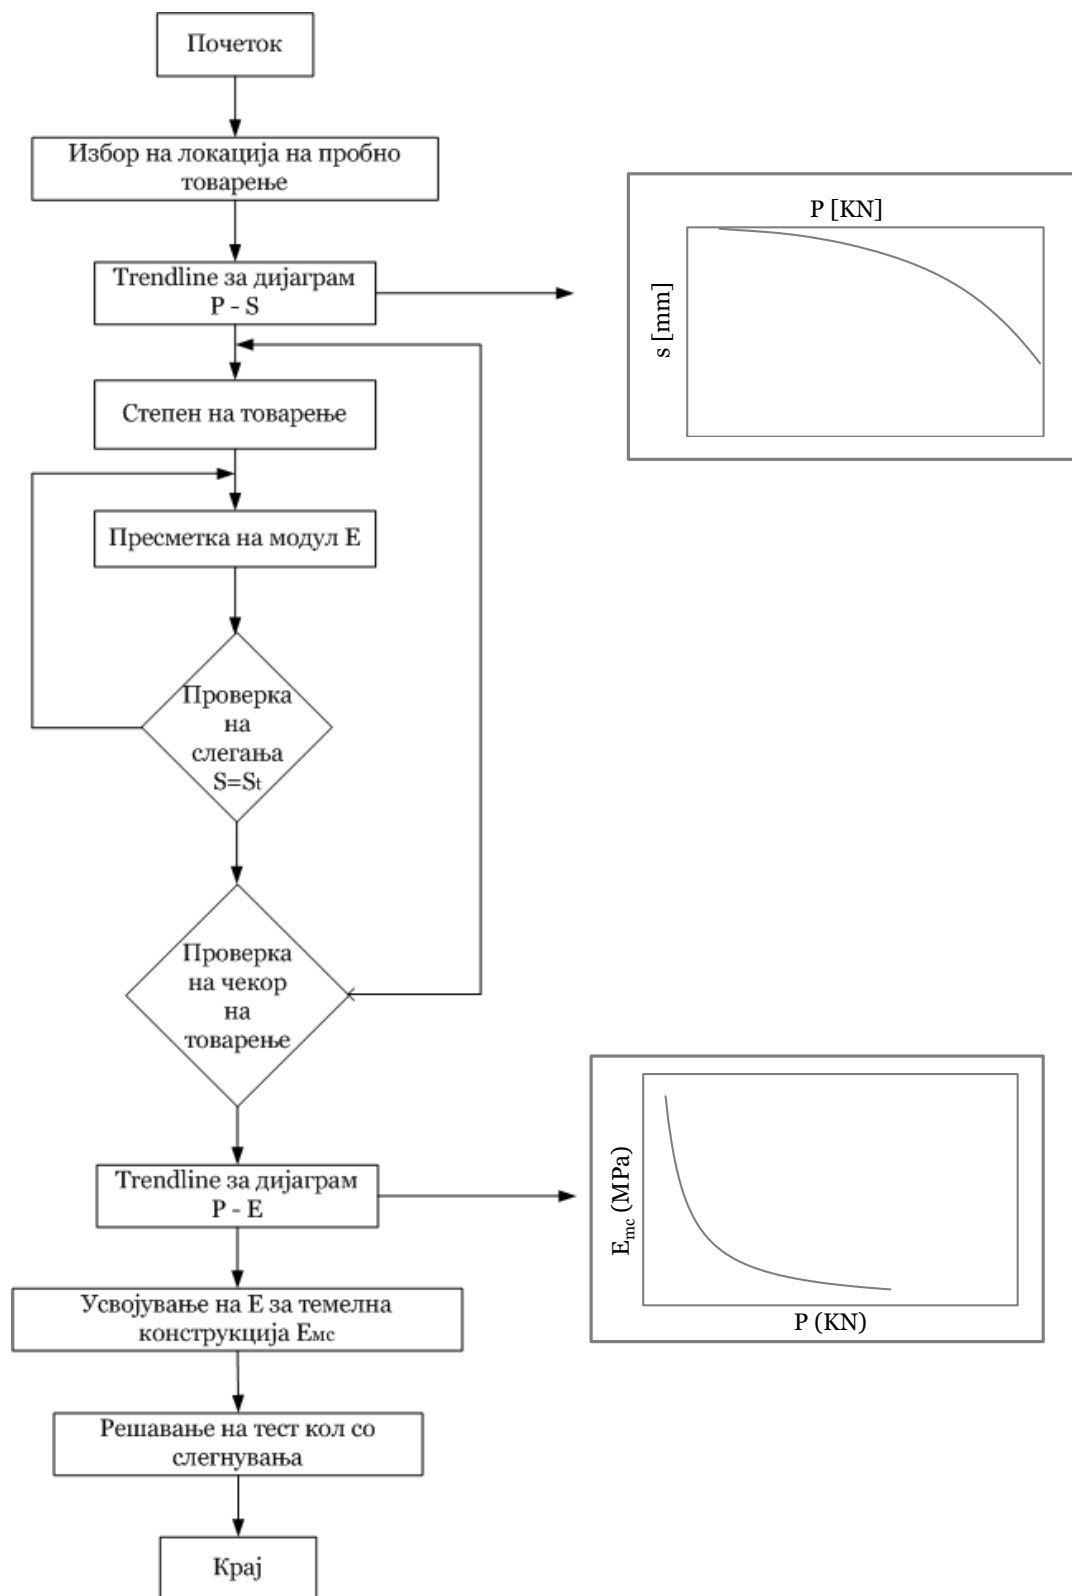 Почеток
Избор на локација на пробно
товарење
Trendline за дијаграм
P - S
P [KN]
s [mm]
Степен на товарење
Пресметка на модул E
Проверка
на
слегања
S=St
Проверка
на чекор
на
товарење
Trendline за дијаграм
P - E
Emc (MPa)
P (KN)
Усвојување на E за темелна
конструкција Eмс
Решавање на тест кол со
слегнувања
Крај